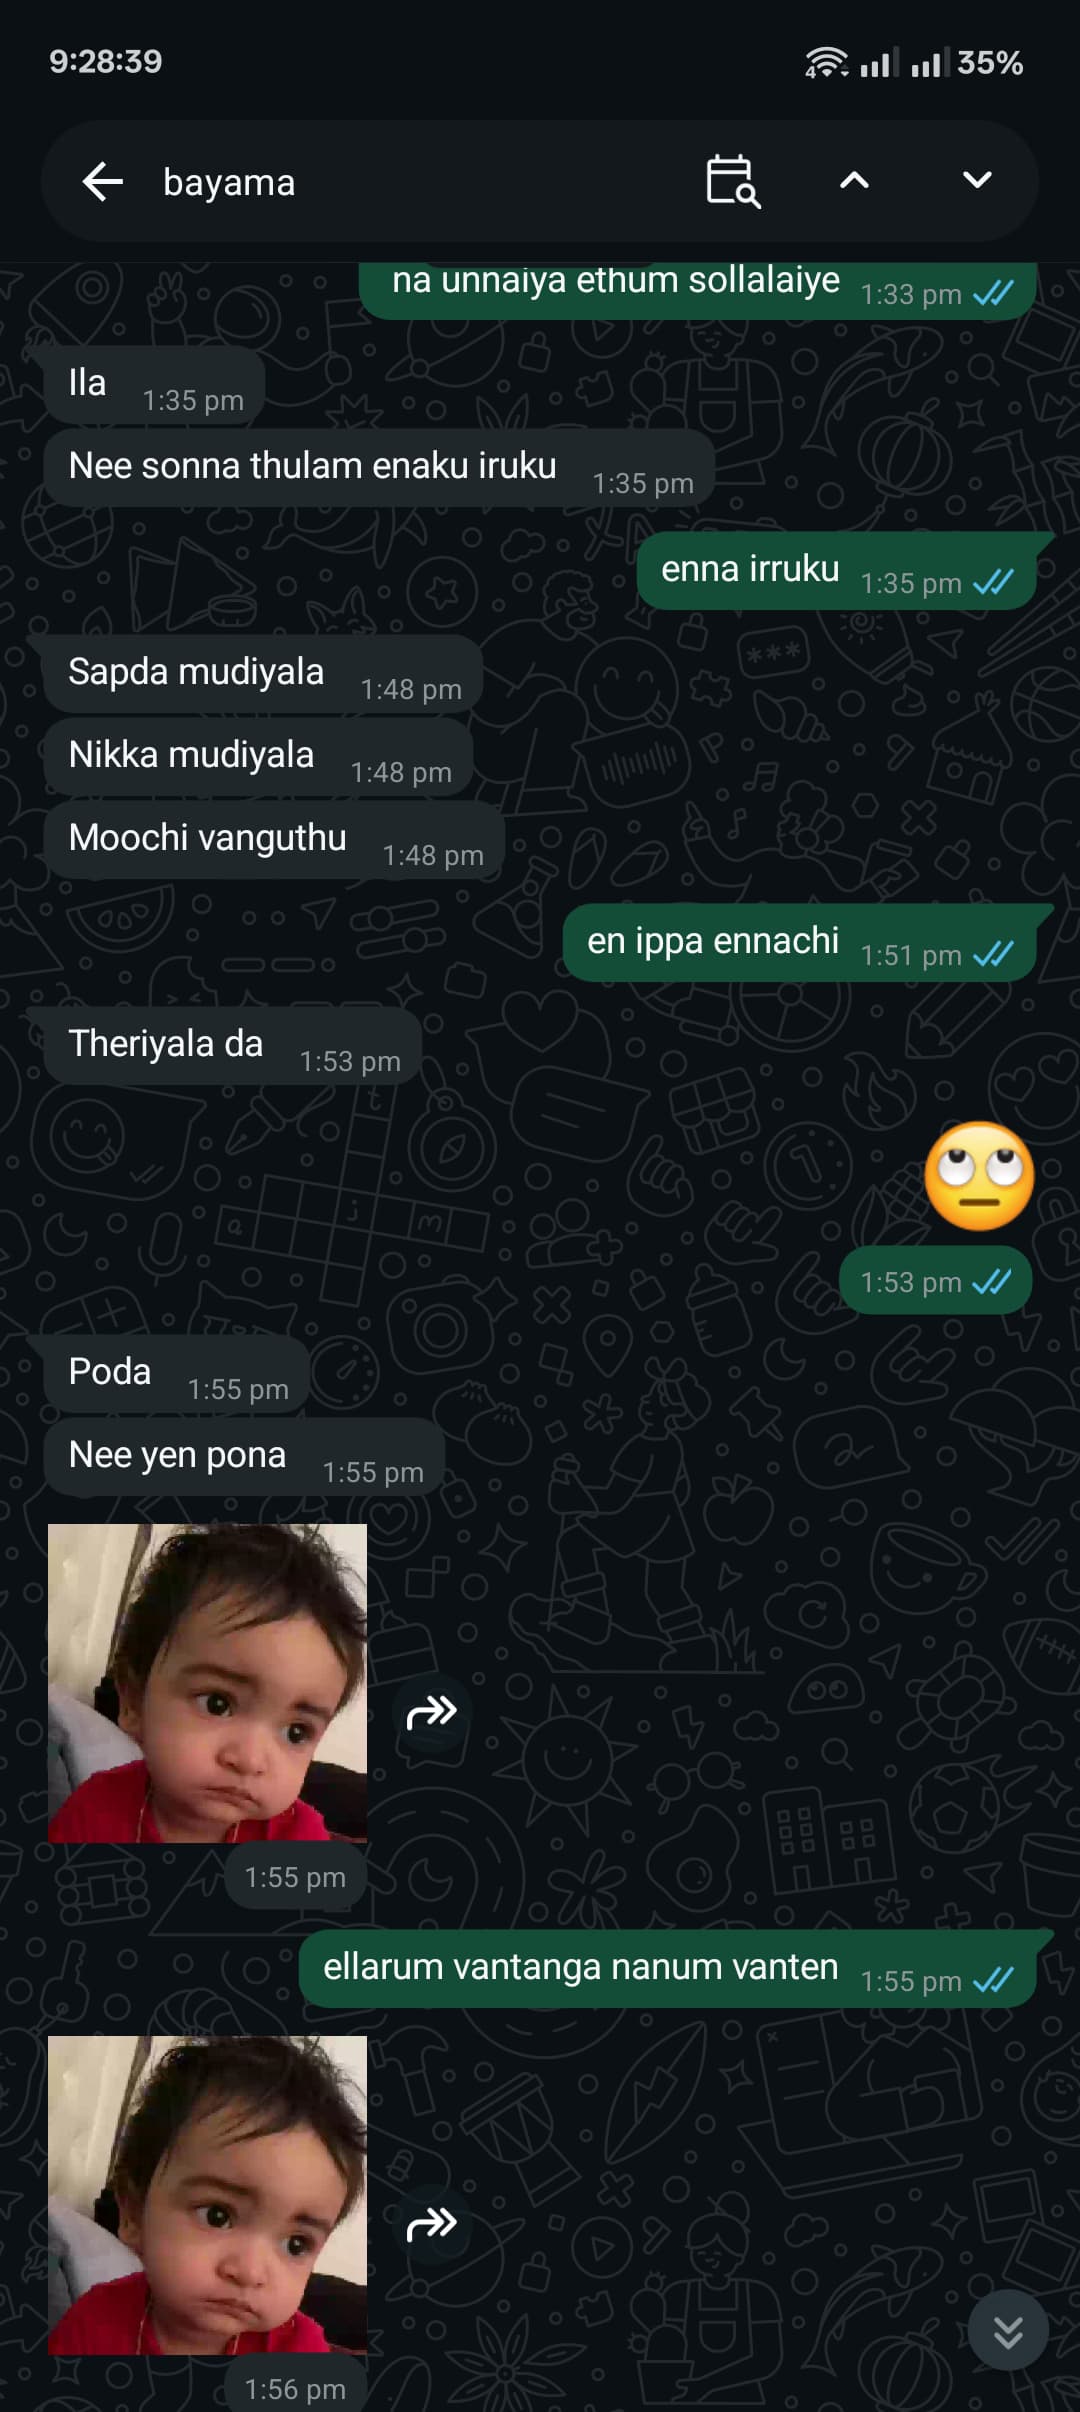 9:28:39
35%
bayama
na unnaiya ethum sollalaiye 1:33 pm
Ila 1:35 pm
Nee sonna thulam enaku iruku 1:35 pm
enna irruku 1:35 pm
Sapda mudiyala 1:48 pm
Nikka mudiyala 1:48 pm
Moochi vanguthu 1:48 pm
en ippa ennachi 1:51 pm
Theriyala da 1:53 pm
1:53 pm
Poda 1:55 pm
Nee yen pona 1:55 pm
1:55 pm
ellarum vantanga nanum vanten 1:55 pm
1:56 pm